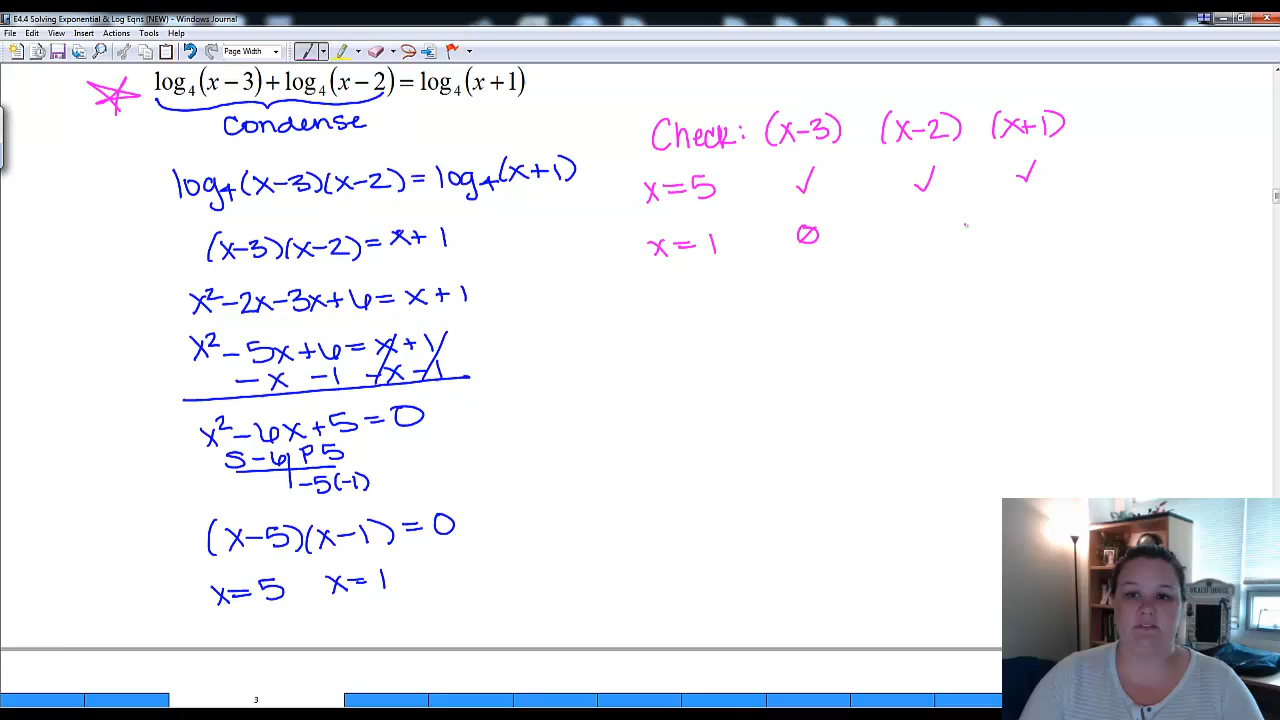 E4.4 Solving Exponential & Log Eqns (NEW) - Windows Journal
File Edit View Insert Actions Tools Help
Page Width
log₄(x−3)+log₄(x−2)=log₄(x+1)
condense
log₄(x−3)(x−2)=log₄(x+1)
(x−3)(x−2)=x+1
x²−2x−3x+6=x+1
x²−5x+6=x+1
−x −1 −x −1
x²−6x+5=0
S −6 P 5
−5(−1)
(x−5)(x−1)=0
x=5 x=1
Check: (x−3) (x−2) (x+1)
x=5 ✓ ✓ ✓
x=1 ∅
3